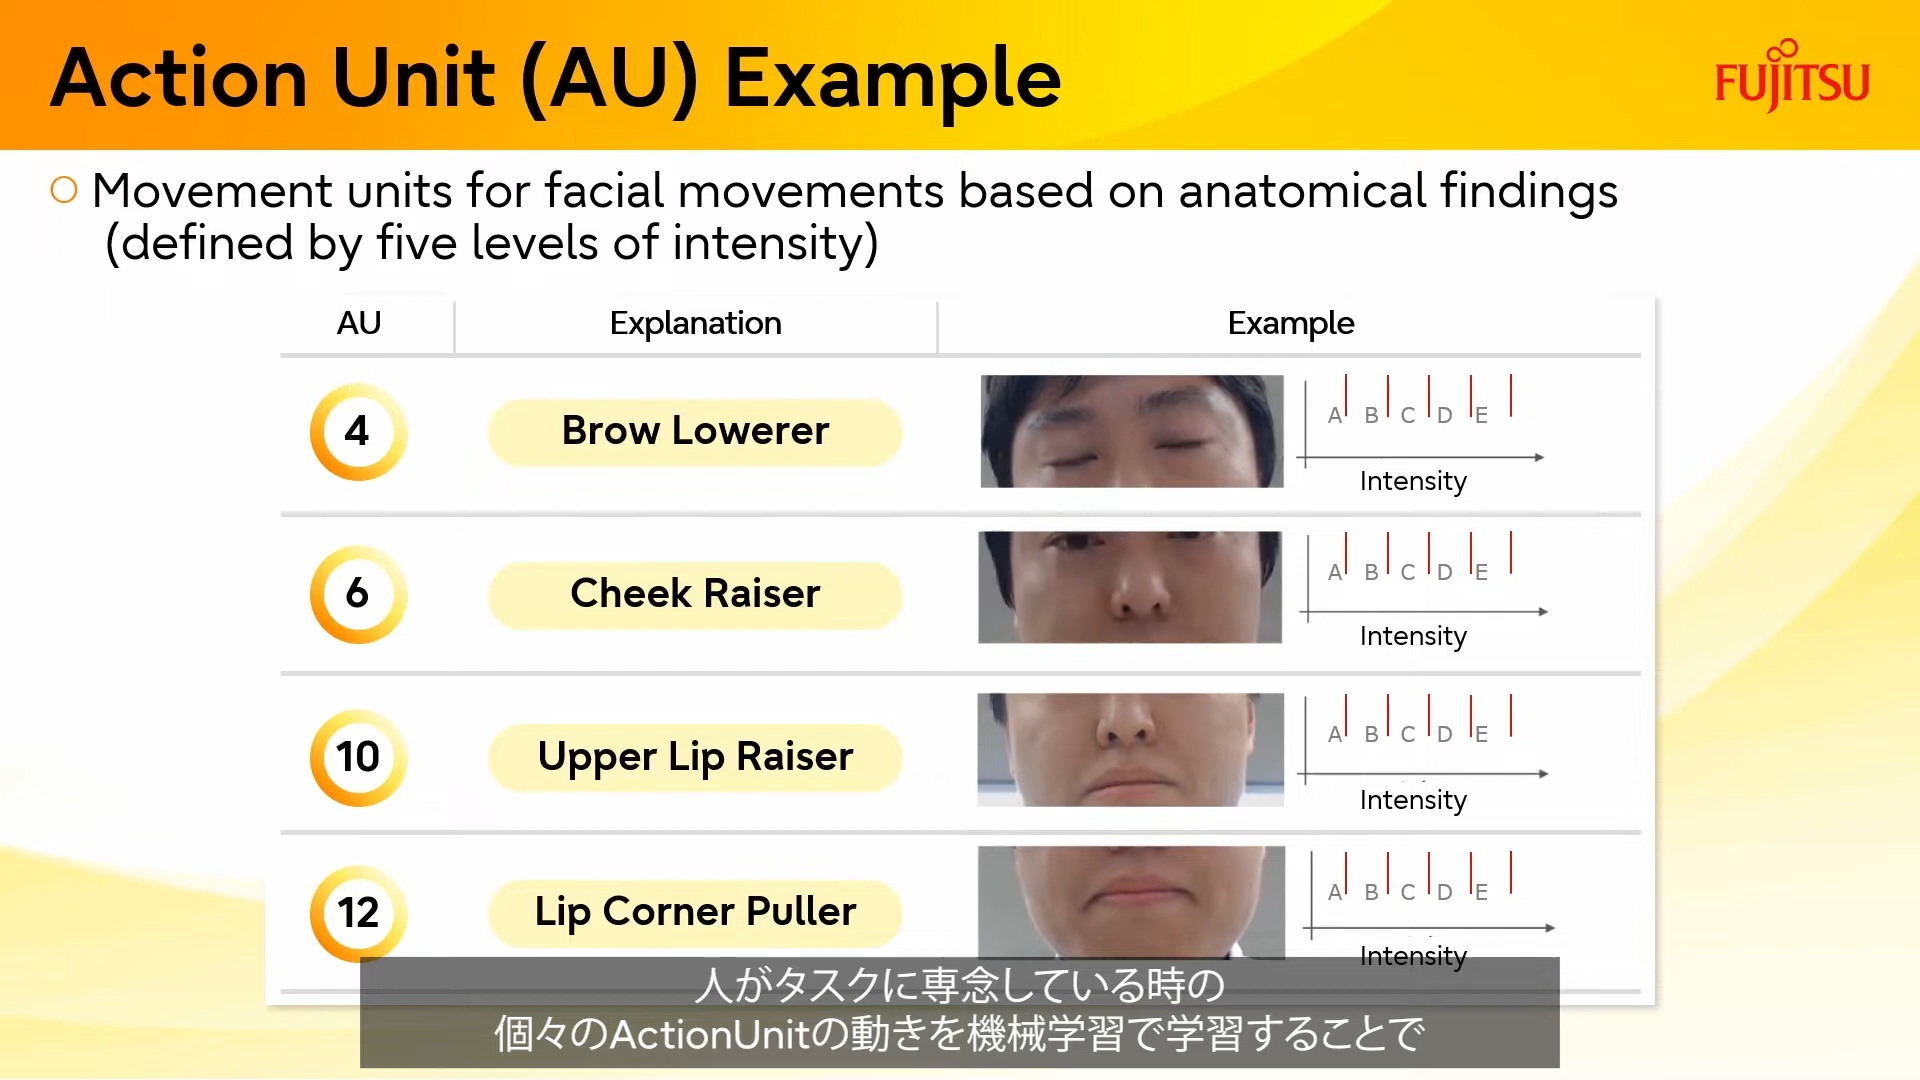 Action Unit (AU) Example
FUJITSU
Movement units for facial movements based on anatomical findings
(defined by five levels of intensity)
AU Explanation Example
4 Brow Lowerer A B C D E
Intensity
6 Cheek Raiser A B C D E
Intensity
10 Upper Lip Raiser A B C D E
Intensity
12 Lip Corner Puller A B C D E
Intensity
人がタスクに専念している時の
個々のActionUnitの動きを機械学習で学習することで